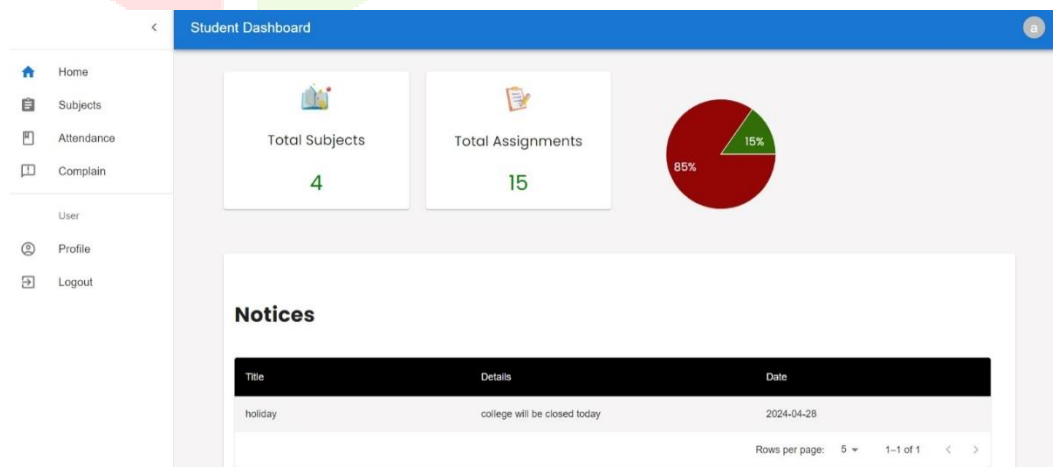 Student Dashboard
a
Home
Subjects
Attendance
Complain
User
Profile
Logout
Total Subjects
4
Total Assignments
15
15%
85%
Notices
Title Details Date
holiday college will be closed today 2024-04-28
Rows per page: 5 1–1 of 1